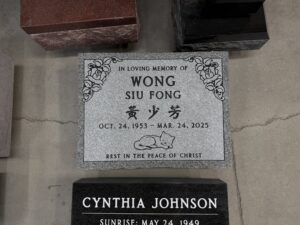 IN LOVING MEMORY OF
WONG
SIU FONG
黃少芳
OCT. 24, 1953 – MAR. 24, 2025
REST IN THE PEACE OF CHRIST
CYNTHIA JOHNSON
SUNRISE: MAY 24, 1949